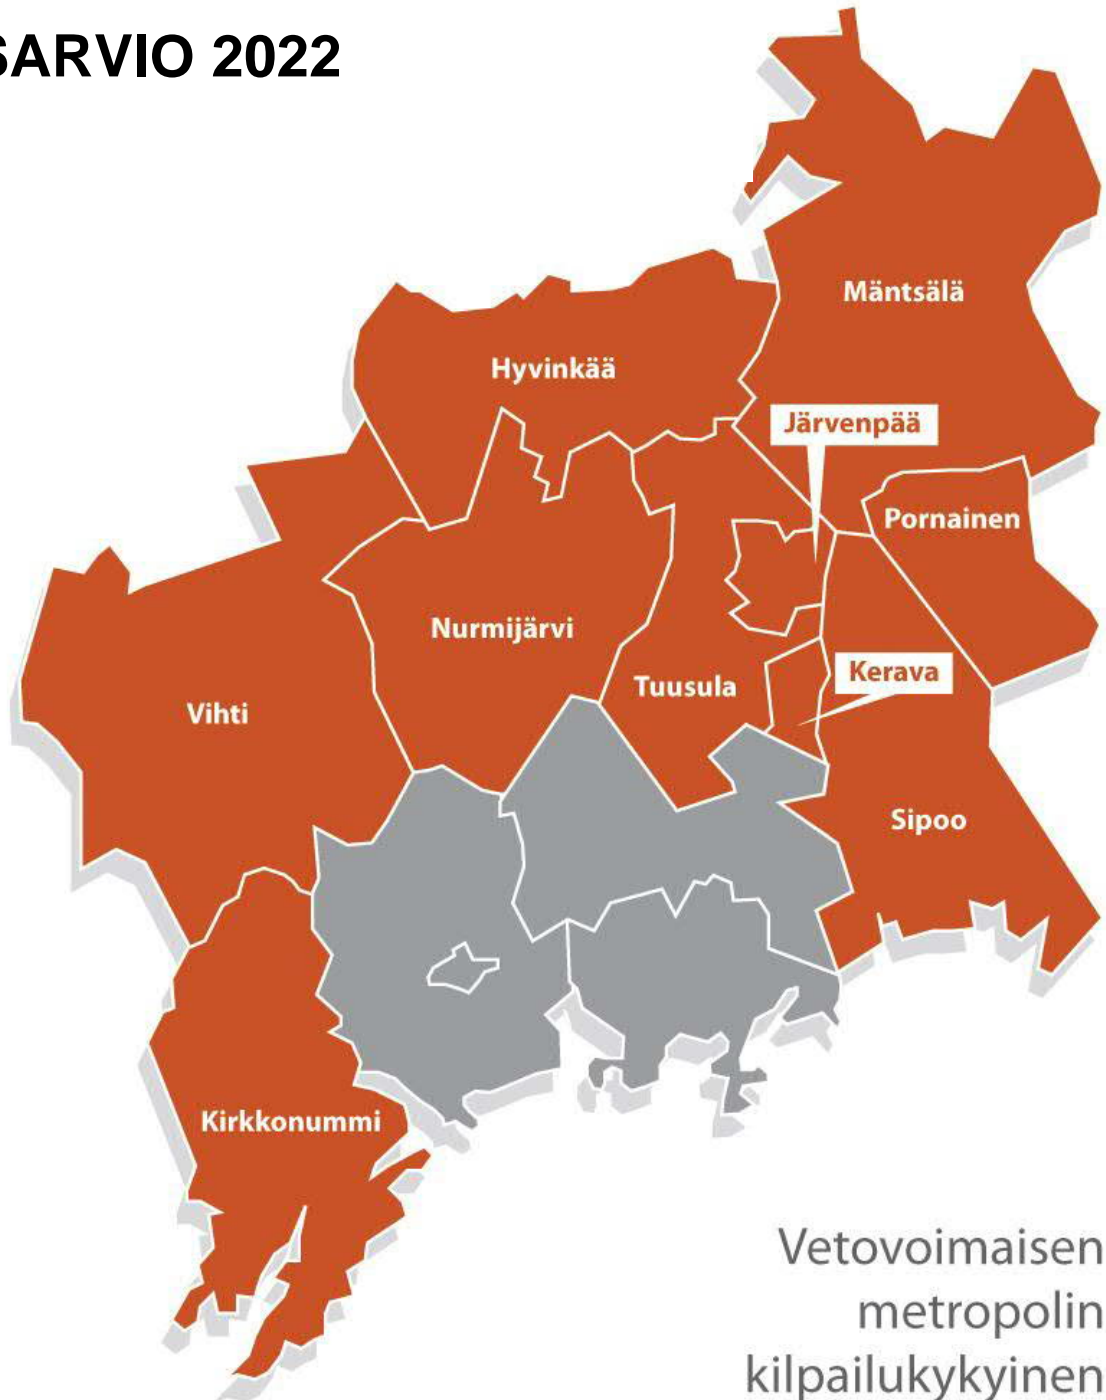 SARVIO 2022
Mäntsälä
Hyvinkää
Järvenpää
Pornainen
Nurmijärvi
Kerava
Tuusula
Vihti
Sipoo
Kirkkonummi
Vetovoimaisen
metropolin
kilpailukykyinen